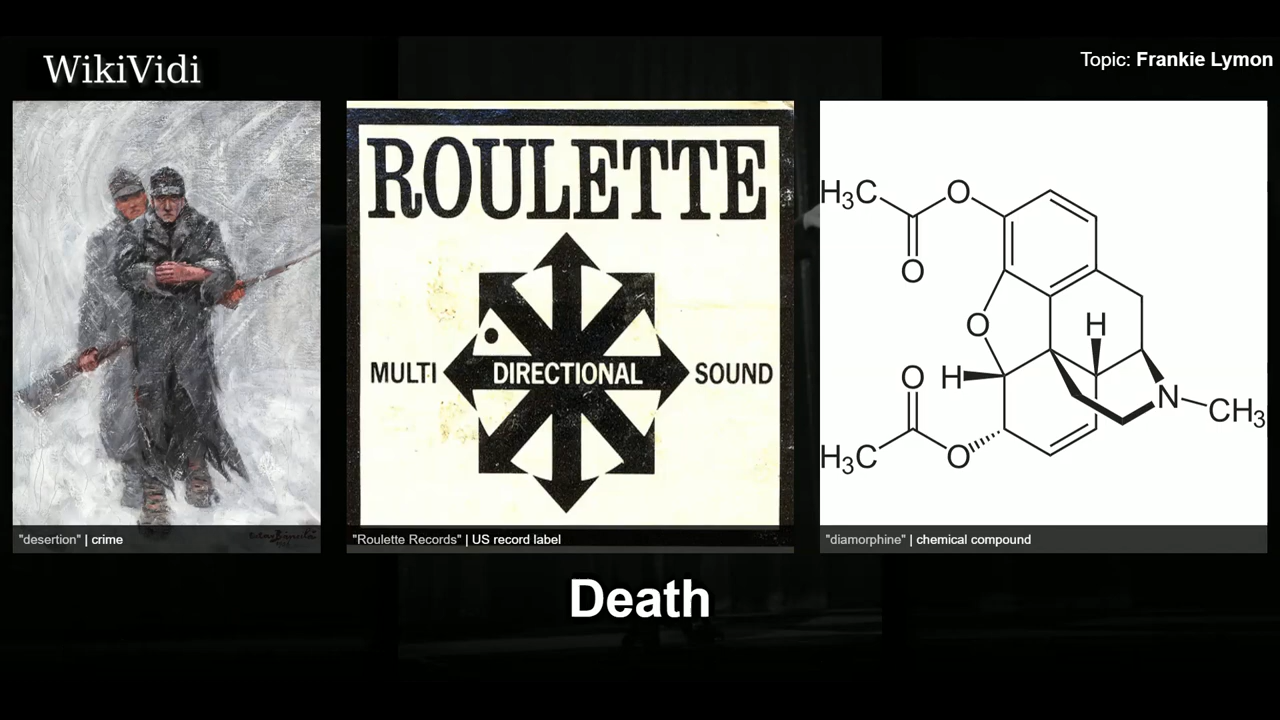 WikiVidi
Topic: Frankie Lymon
ROULETTE
MULTI DIRECTIONAL SOUND
H₃C
O
O
O
H
H
O
H₃C
O
N
CH₃
"desertion" | crime
"Roulette Records" | US record label
"diamorphine" | chemical compound
Death